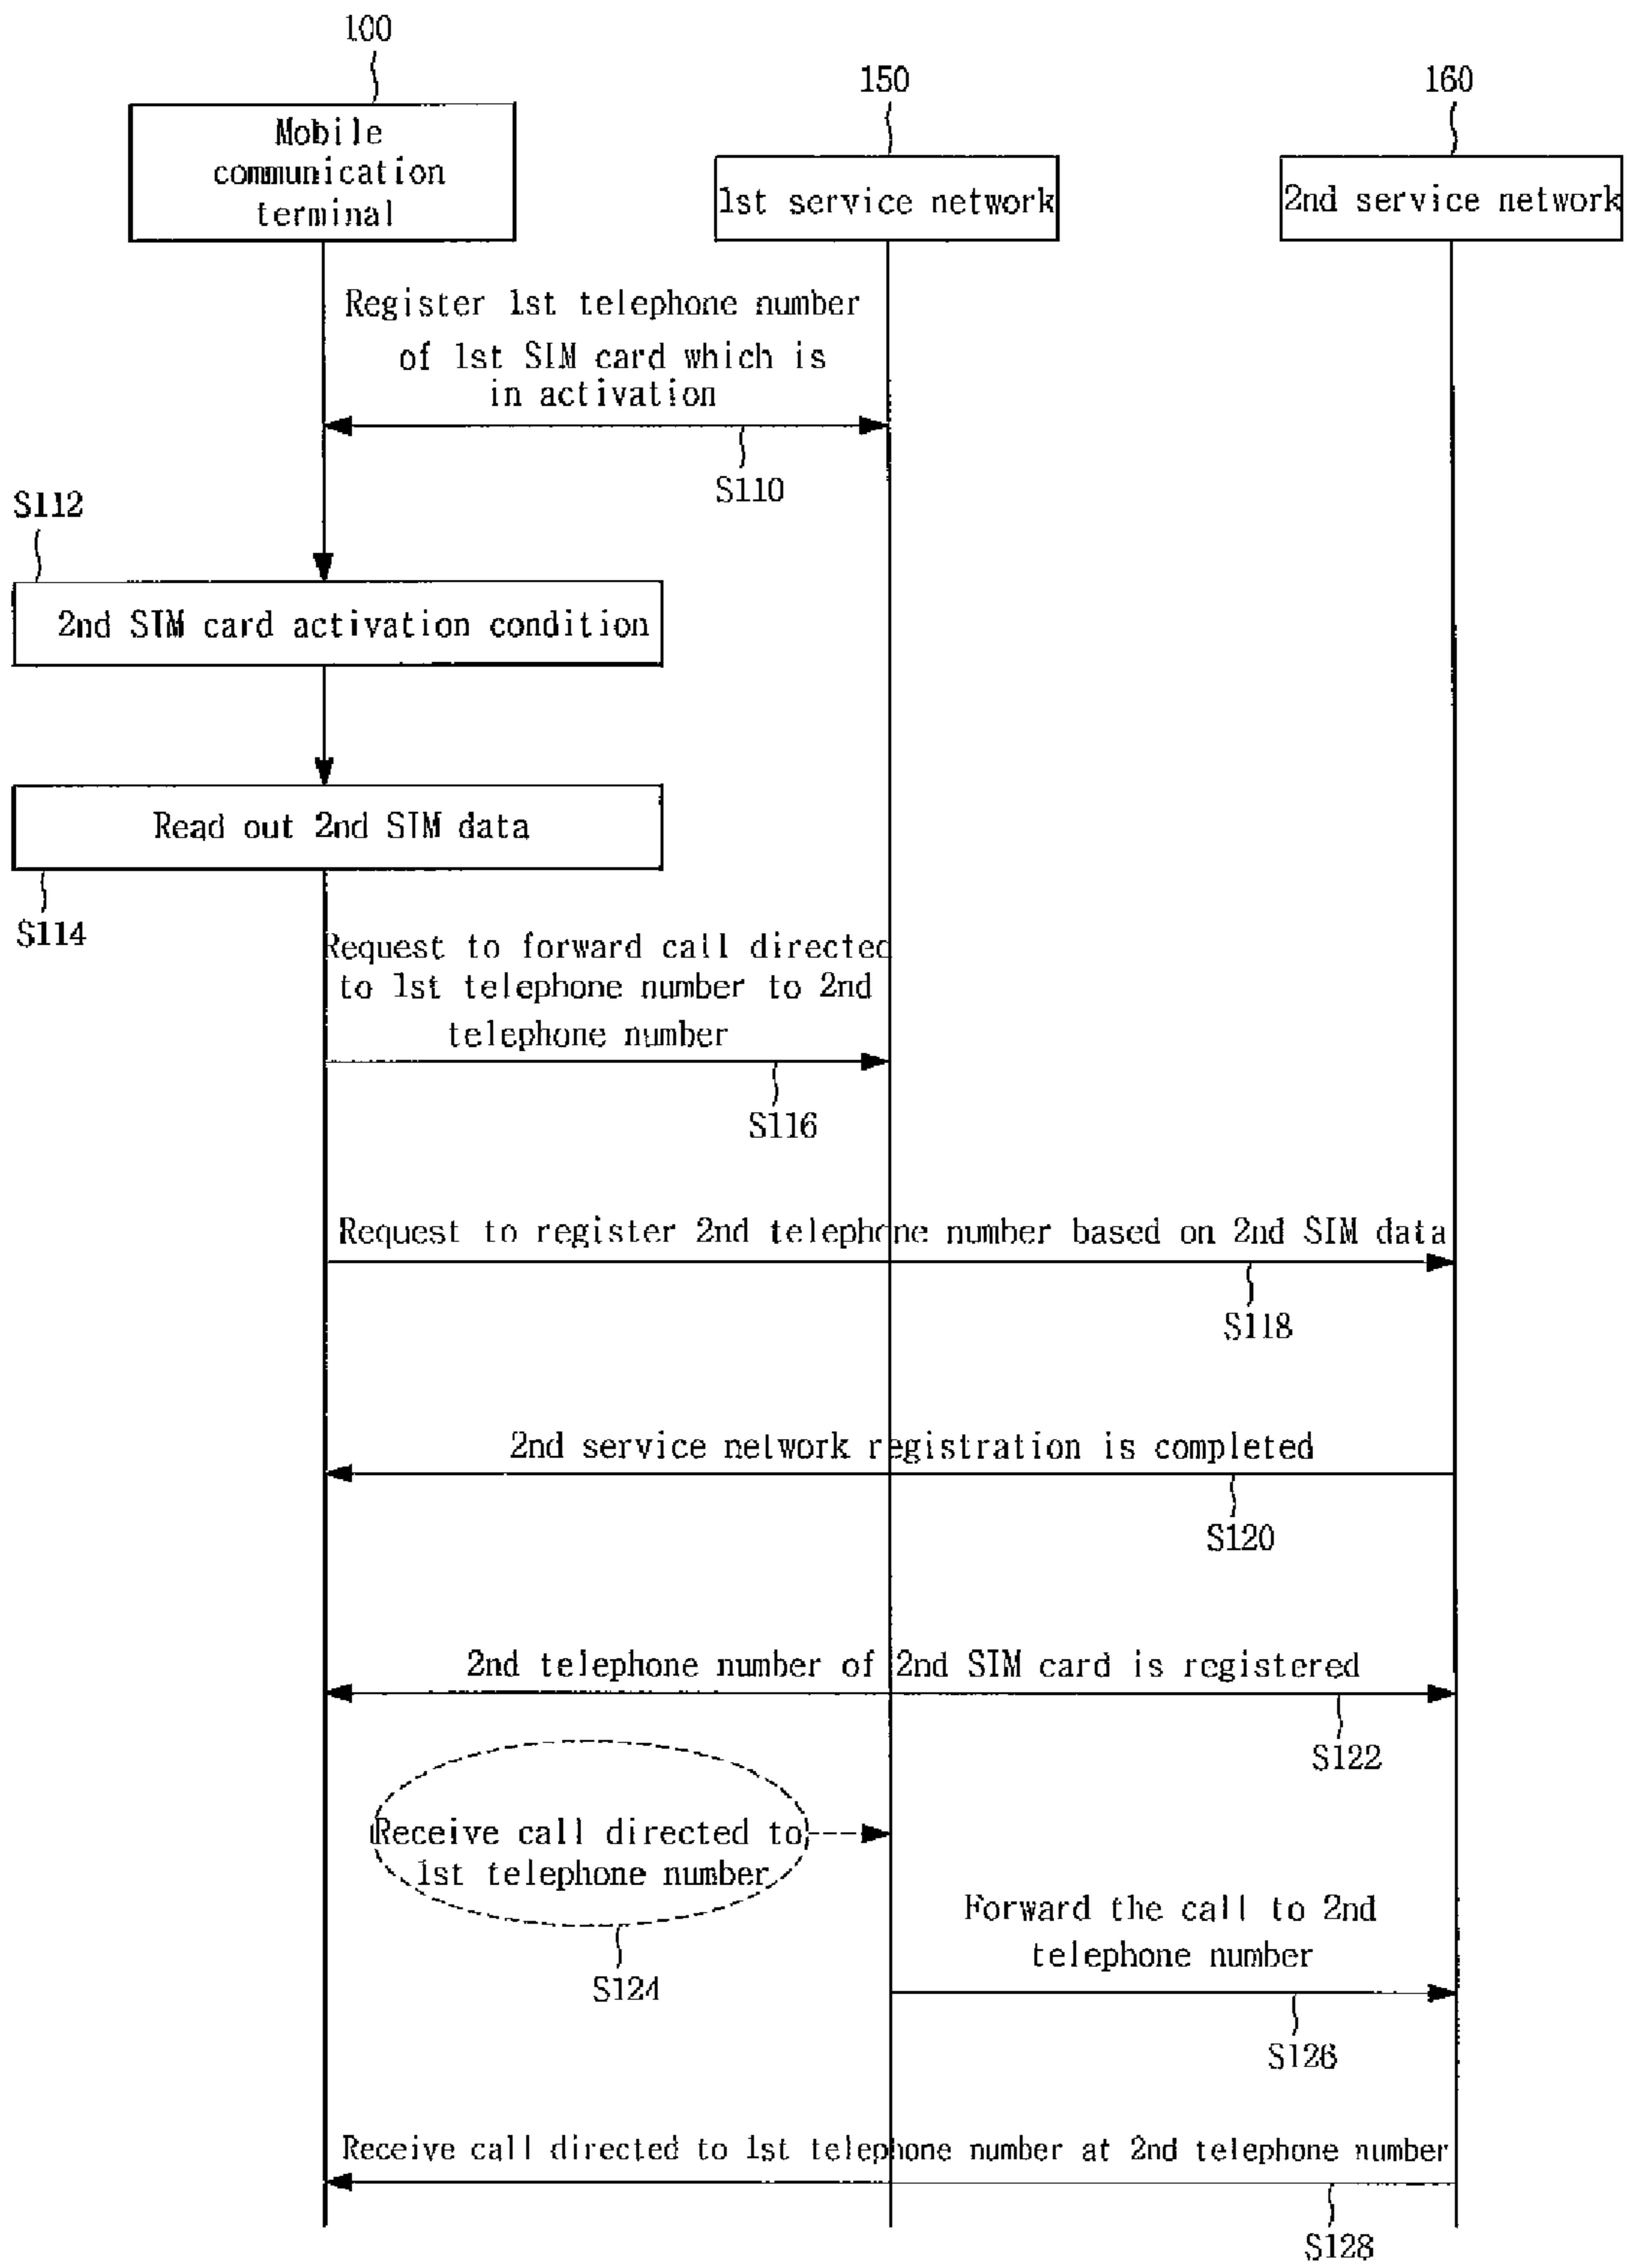 100
150
160
Mobile
communication
terminal
1st service network
2nd service network
Register 1st telephone number
of 1st SIM card which is
in activation
S110
S112
2nd SIM card activation condition
Read out 2nd SIM data
S114
Request to forward call directed
to 1st telephone number to 2nd
telephone number
S116
Request to register 2nd telephone number based on 2nd SIM data
S118
2nd service network registration is completed
S120
2nd telephone number of 2nd SIM card is registered
S122
Receive call directed to
1st telephone number
S124
Forward the call to 2nd
telephone number
S126
Receive call directed to 1st telephone number at 2nd telephone number
S128